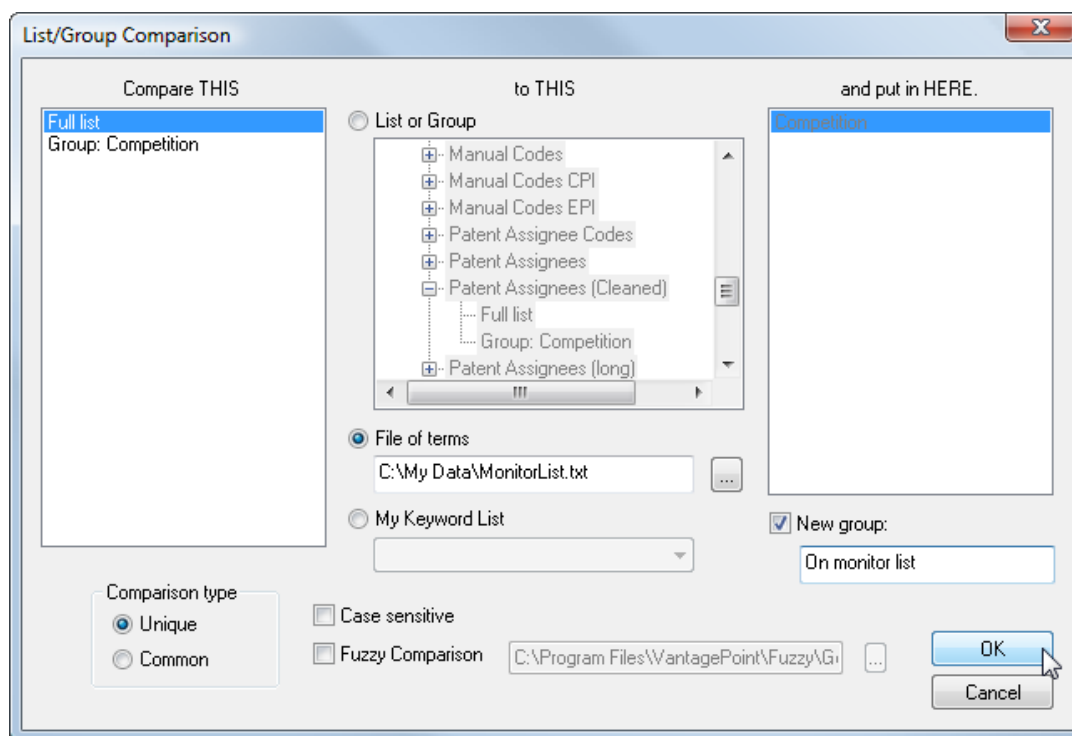 List/Group Comparison
Compare THIS
to THIS
and put in HERE.
Full list
Group: Competition
List or Group
Manual Codes
Manual Codes CPI
Manual Codes EPI
Patent Assignee Codes
Patent Assignees
Patent Assignees (Cleaned)
Full list
Group: Competition
Patent Assignees (long)
Competition
File of terms
C:\My Data\MonitorList.txt
...
My Keyword List
New group:
On monitor list
Comparison type
Unique
Common
Case sensitive
Fuzzy Comparison
C:\Program Files\VantagePoint\Fuzzy\G
...
OK
Cancel